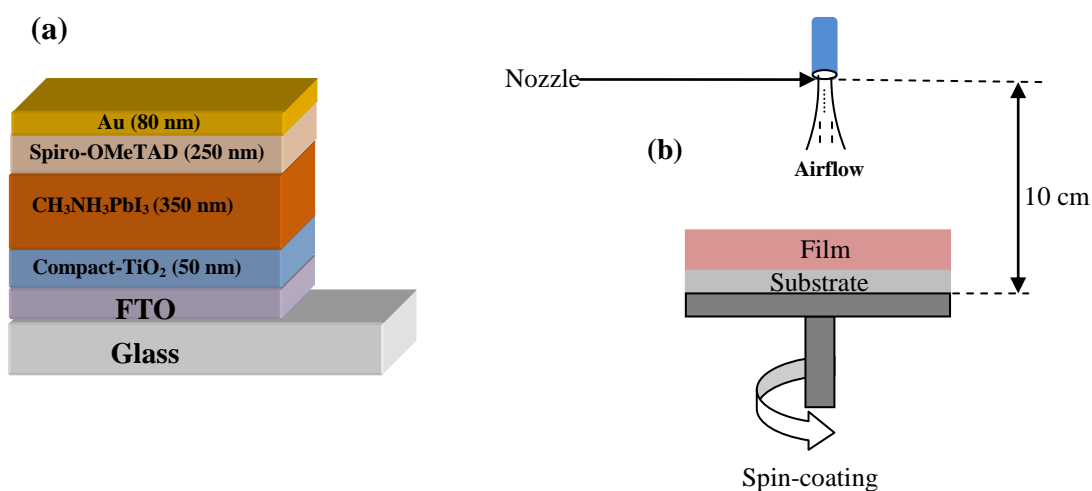 (a)
Au (80 nm)
Spiro-OMeTAD (250 nm)
CH₃NH₃PbI₃ (350 nm)
Compact-TiO₂ (50 nm)
FTO
Glass
Nozzle
(b)
Airflow
10 cm
Film
Substrate
Spin-coating